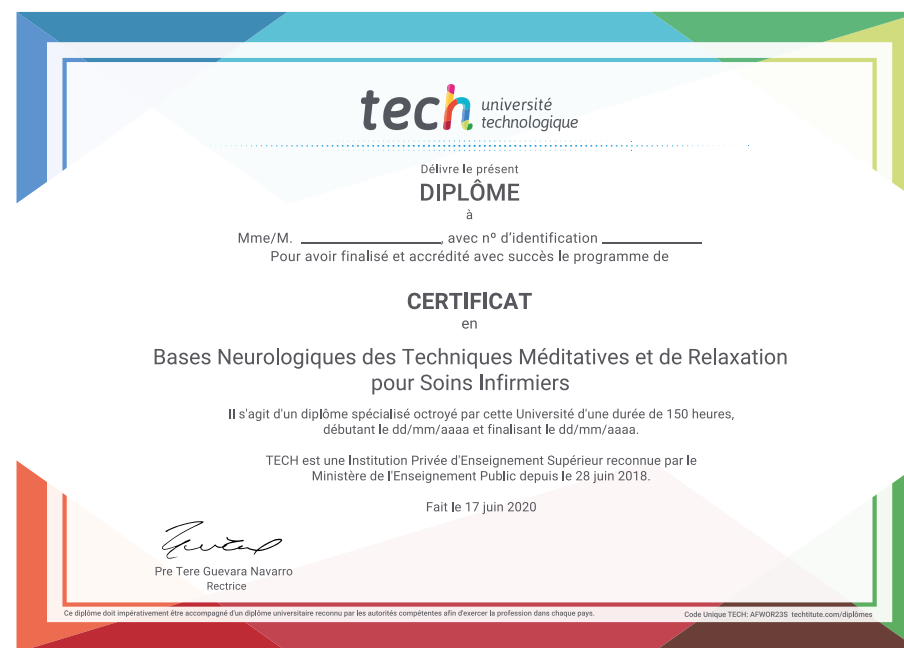 tech université
technologique
Délivre le présent
DIPLÔME
à
Mme/M. ____________, avec nº d'identification ____________
Pour avoir finalisé et accrédité avec succès le programme de
CERTIFICAT
en
Bases Neurologiques des Techniques Méditatives et de Relaxation
pour Soins Infirmiers
Il s'agit d'un diplôme spécialisé octroyé par cette Université d'une durée de 150 heures,
débutant le dd/mm/aaaa et finalisant le dd/mm/aaaa.
TECH est une Institution Privée d'Enseignement Supérieur reconnue par le
Ministère de l'Enseignement Public depuis le 28 juin 2018.
Fait le 17 juin 2020
Pre Tere Guevara Navarro
Rectrice
Ce diplôme doit impérativement être accompagné d'un diplôme universitaire reconnu par les autorités compétentes afin d'exercer la profession dans chaque pays.
Code Unique TECH: AFWOR23S techtitute.com/diplômes